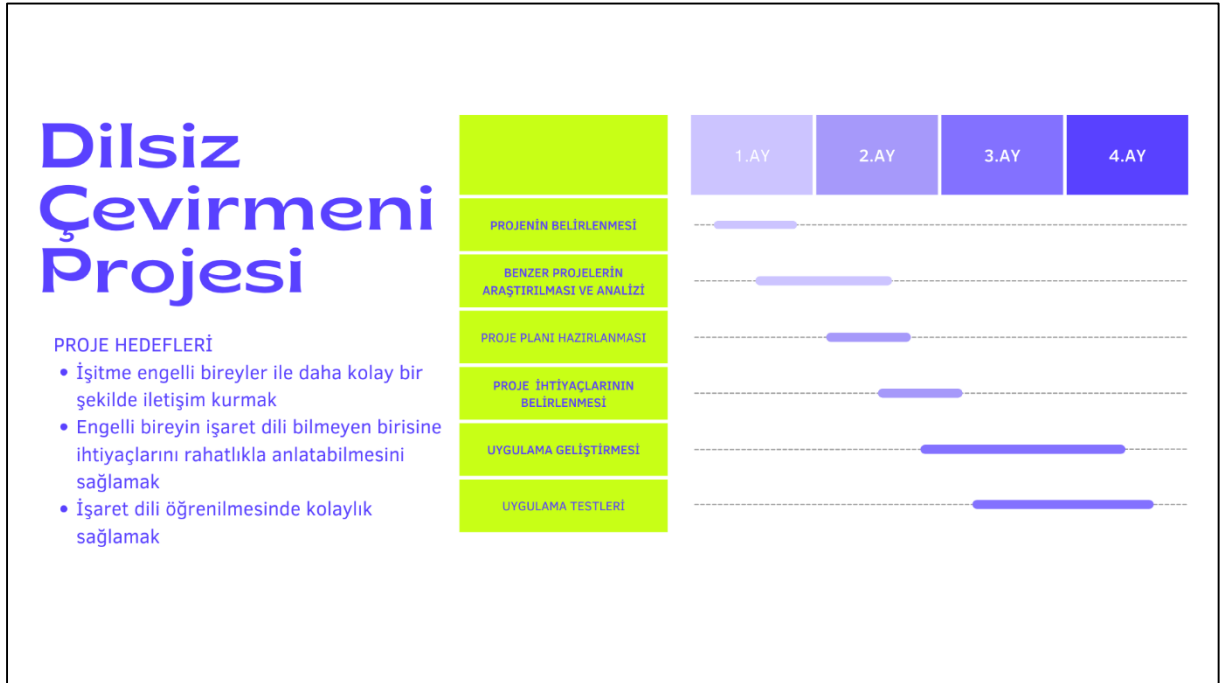 Dilsiz
Çevirmeni
Projesi
PROJE HEDEFLERİ
• İşitme engelli bireyler ile daha kolay bir
şekilde iletişim kurmak
• Engelli bireyin işaret dili bilmeyen birisine
ihtiyaçlarını rahatlıkla anlatabilmesini
sağlamak
• İşaret dili öğrenilmesinde kolaylık
sağlamak
1.AY 2.AY 3.AY 4.AY
PROJENİN BELİRLENMESİ
BENZER PROJELERİN
ARAŞTIRILMASI VE ANALİZİ
PROJE PLANI HAZIRLANMASI
PROJE İHTİYAÇLARININ
BELİRLENMESİ
UYGULAMA GELİŞTİRMESİ
UYGULAMA TESTLERİ